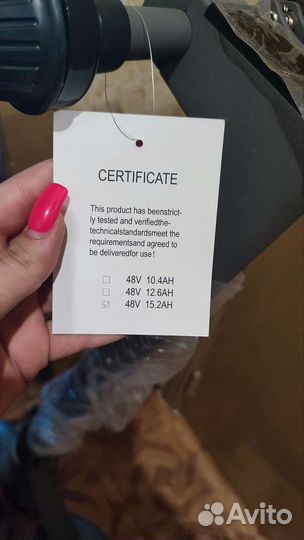 CERTIFICATE
This product has beenstrict-
ly tested and verifiedthe-
technicalstandardsmeet the
requirementsand agreed to
be deliveredfor use !
☐ 48V 10.4AH
☐ 48V 12.6AH
☑ 48V 15.2AH
Avito